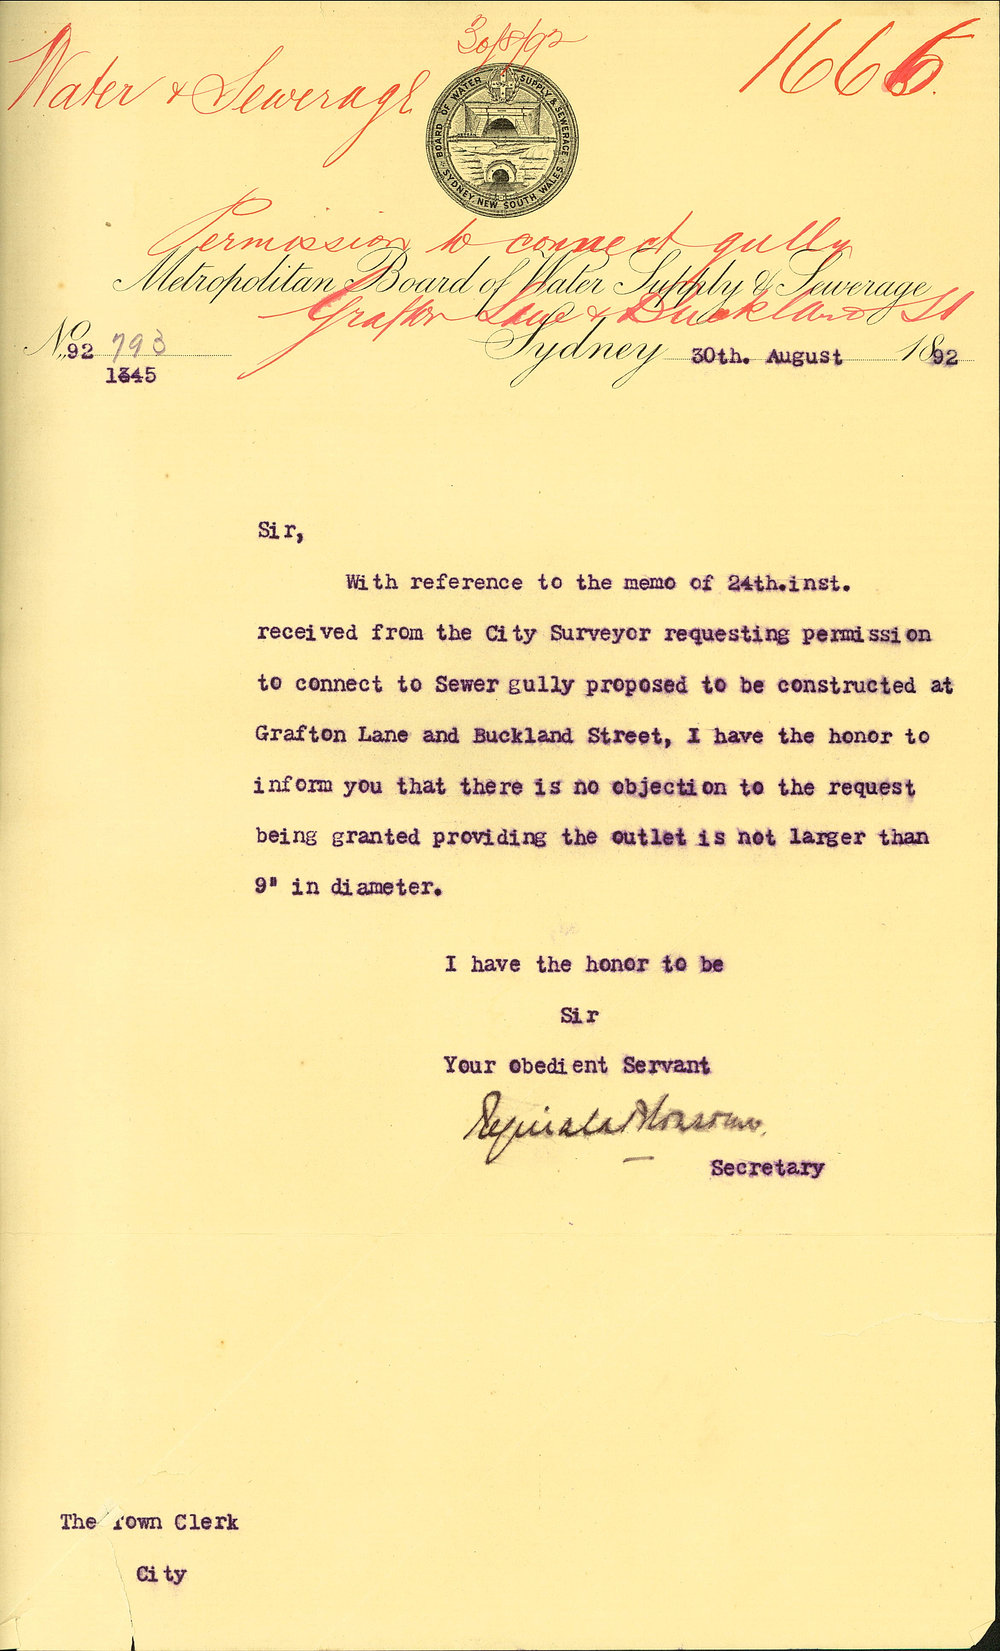 30/8/92
Water & Sewerage
1666.
BOARD OF WATER SUPPLY & SEWERAGE
SYDNEY, NEW SOUTH WALES
Permission to connect gully
Metropolitan Board of Water Supply & Sewerage
Grafton Lane & Buckland St
No. 92 793
1345
Sydney 30th. August 1892
Sir,
With reference to the memo of 24th.inst.
received from the City Surveyor requesting permission
to connect to Sewer gully proposed to be constructed at
Grafton Lane and Buckland Street, I have the honor to
inform you that there is no objection to the request
being granted providing the outlet is not larger than
9" in diameter.
I have the honor to be
Sir
Your obedient Servant
Secretary
The Town Clerk
City